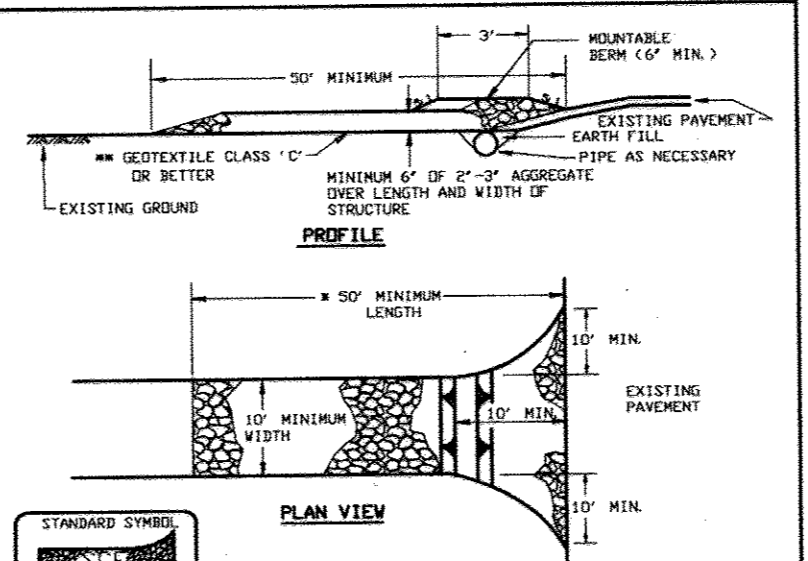 3'
MOUNTABLE
BERM (6" MIN.)
50' MINIMUM
EXISTING PAVEMENT
EARTH FILL
PIPE AS NECESSARY
** GEOTEXTILE CLASS 'C'
OR BETTER
MINIMUM 6" OF 2"-3" AGGREGATE
OVER LENGTH AND WIDTH OF
STRUCTURE
EXISTING GROUND
PROFILE
* 50' MINIMUM
LENGTH
10' MIN.
10' MINIMUM
WIDTH
10' MIN.
EXISTING
PAVEMENT
PLAN VIEW
10' MIN.
STANDARD SYMBOL